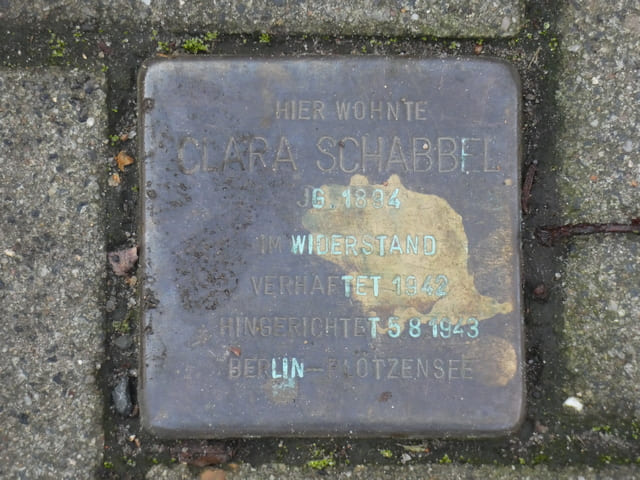 HIER WOHNTE
CLARA SCHABBEL
JG. 1894
IM WIDERSTAND
VERHAFTET 1942
HINGERICHTET 5 8 1943
BERLIN-PLÖTZENSEE